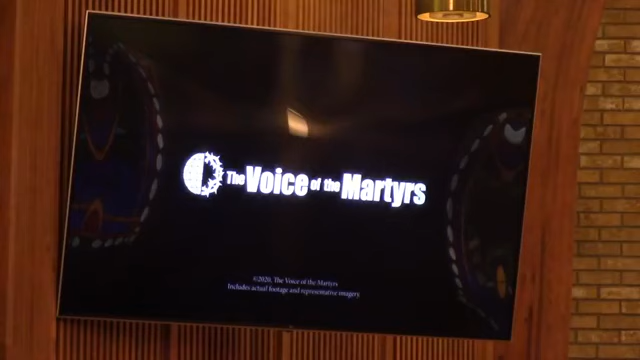 The Voice of the Martyrs
©2020, The Voice of the Martyrs
Includes actual footage and representative imagery.